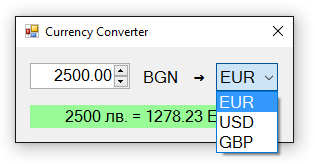 Currency Converter
2500.00 BGN → EUR
EUR
USD
GBP
2500 лв. = 1278.23 E